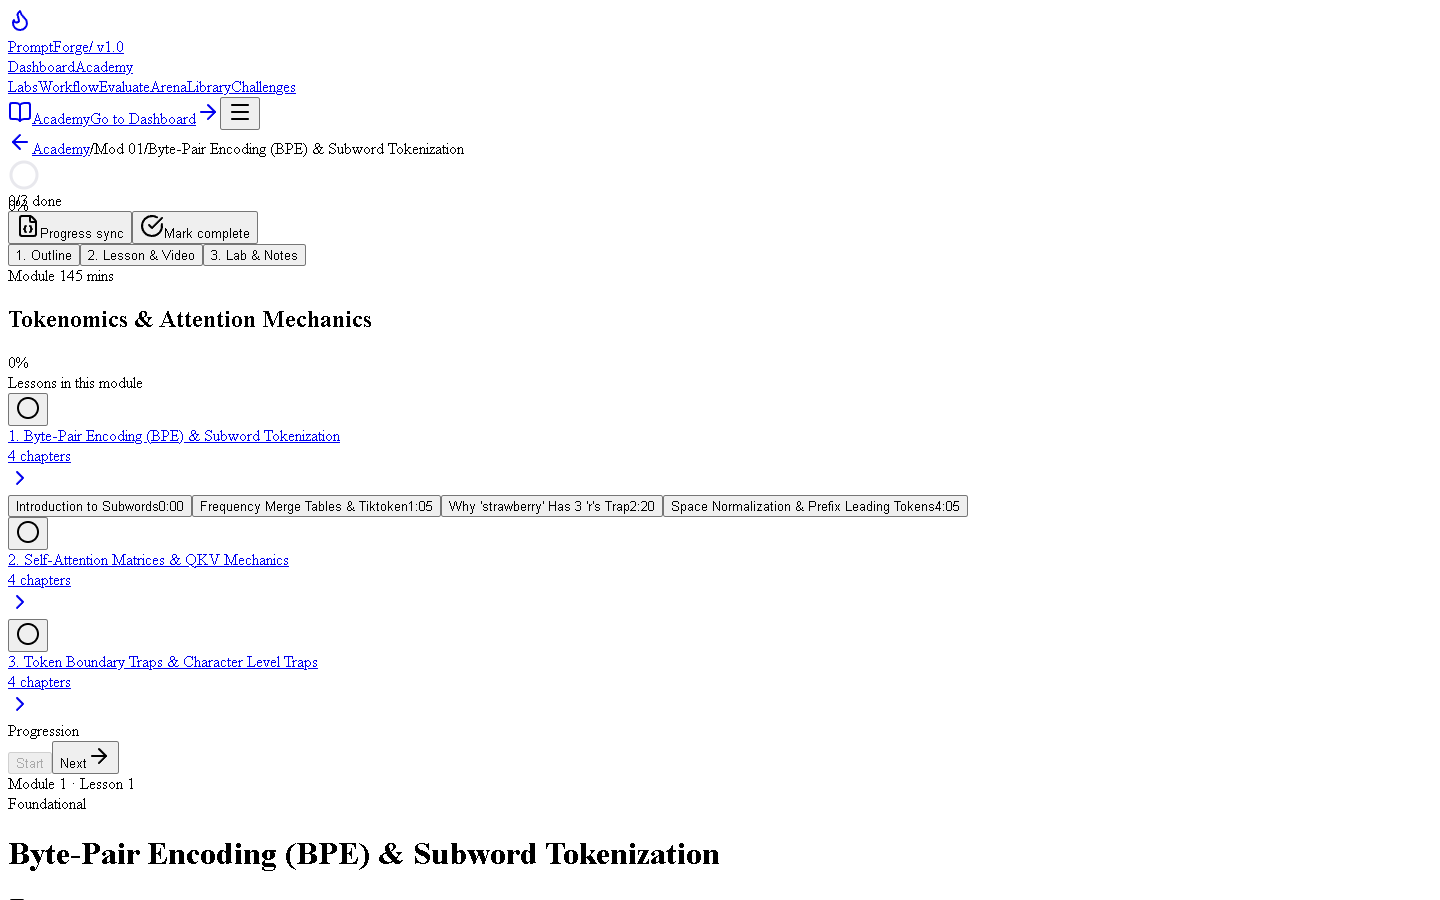 PromptForge/ v1.0
DashboardAcademy
LabsWorkflowEvaluateArenaLibraryChallenges
AcademyGo to Dashboard
Academy/Mod 01/Byte-Pair Encoding (BPE) & Subword Tokenization
0/3 done
0%
Progress sync Mark complete
1. Outline 2. Lesson & Video 3. Lab & Notes
Module 145 mins
Tokenomics & Attention Mechanics
0%
Lessons in this module
1. Byte-Pair Encoding (BPE) & Subword Tokenization
4 chapters
Introduction to Subwords0:00 Frequency Merge Tables & Tiktoken1:05 Why 'strawberry' Has 3 'r's Trap2:20 Space Normalization & Prefix Leading Tokens4:05
2. Self-Attention Matrices & QKV Mechanics
4 chapters
3. Token Boundary Traps & Character Level Traps
4 chapters
Progression
Start Next
Module 1 · Lesson 1
Foundational
Byte-Pair Encoding (BPE) & Subword Tokenization